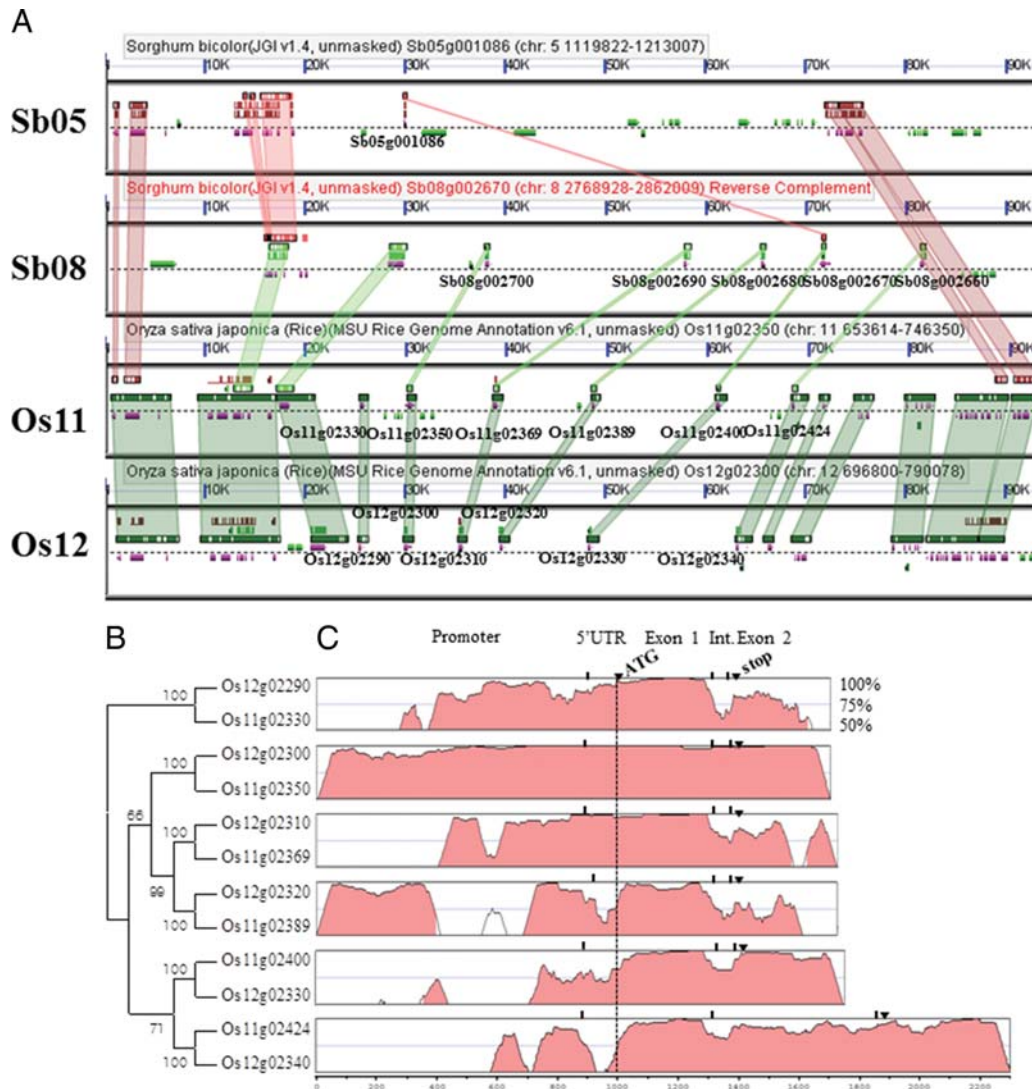 A
Sorghum bicolor(JGI v1.4, unmasked) Sb05g001086 (chr: 5 1119822-1213007)
10K 20K 30K 40K 50K 60K 70K 80K 90K
Sb05
Sb05g001086
Sorghum bicolor(JGI v1.4, unmasked) Sb08g002670 (chr: 8 2768928-2862009) Reverse Complement
10K 20K 30K 40K 50K 60K 70K 80K 90K
Sb08
Sb08g002700 Sb08g002690 Sb08g002680 Sb08g002670 Sb08g002660
Oryza sativa japonica (Rice)(MSU Rice Genome Annotation v6.1, unmasked) Os11g02350 (chr: 11 653614-746350)
10K 20K 30K 40K 50K 60K 70K 80K 90K
Os11
Os11g02330 Os11g02350 Os11g02369 Os11g02389 Os11g02400 Os11g02424
Oryza sativa japonica (Rice)(MSU Rice Genome Annotation v6.1, unmasked) Os12g02300 (chr: 12 696800-790078)
10K 20K 30K 40K 50K 60K 70K 80K 90K
Os12g02300 Os12g02320
Os12
Os12g02290 Os12g02310 Os12g02330 Os12g02340
B C Promoter 5'UTR Exon 1 Int. Exon 2
ATG stop
100 Os12g02290 100%
75%
Os11g02330 50%
100 Os12g02300
Os11g02350
66
100 Os12g02310
Os11g02369
99 Os12g02320
100 Os11g02389
100 Os11g02400
Os12g02330
71 Os11g02424
100 Os12g02340
0 200 400 600 800 1000 1200 1400 1600 1800 2000 2200